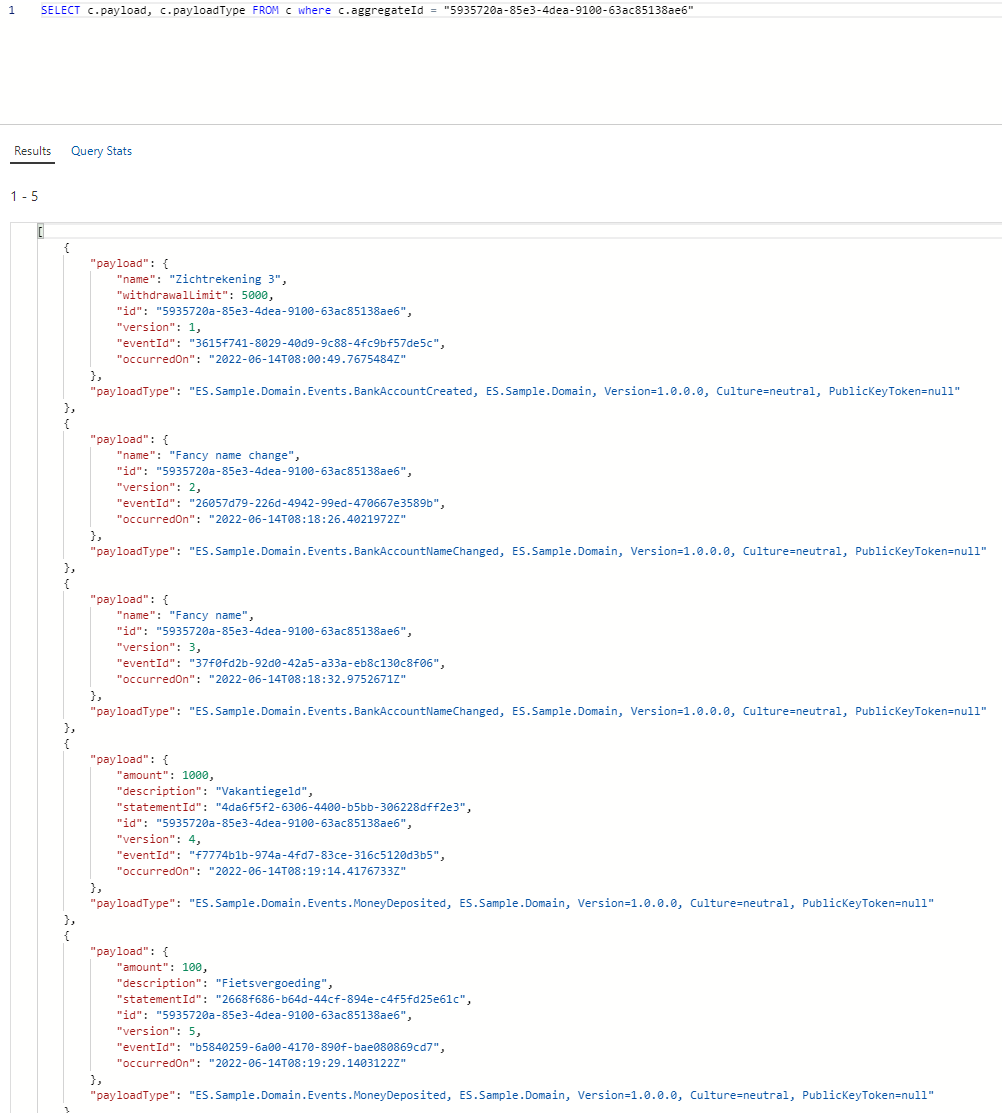 1 SELECT c.payload, c.payloadType FROM c where c.aggregateId = "5935720a-85e3-4dea-9100-63ac85138ae6"
Results Query Stats
1 - 5
[
{
"payload": {
"name": "Zichtrekening 3",
"withdrawalLimit": 5000,
"id": "5935720a-85e3-4dea-9100-63ac85138ae6",
"version": 1,
"eventId": "3615f741-8029-40d9-9c88-4fc9bf57de5c",
"occurredOn": "2022-06-14T08:00:49.7675484Z"
},
"payloadType": "ES.Sample.Domain.Events.BankAccountCreated, ES.Sample.Domain, Version=1.0.0.0, Culture=neutral, PublicKeyToken=null"
},
{
"payload": {
"name": "Fancy name change",
"id": "5935720a-85e3-4dea-9100-63ac85138ae6",
"version": 2,
"eventId": "26057d79-226d-4942-99ed-470667e3589b",
"occurredOn": "2022-06-14T08:18:26.4021972Z"
},
"payloadType": "ES.Sample.Domain.Events.BankAccountNameChanged, ES.Sample.Domain, Version=1.0.0.0, Culture=neutral, PublicKeyToken=null"
},
{
"payload": {
"name": "Fancy name",
"id": "5935720a-85e3-4dea-9100-63ac85138ae6",
"version": 3,
"eventId": "37f0fd2b-92d0-42a5-a33a-eb8c130c8f06",
"occurredOn": "2022-06-14T08:18:32.9752671Z"
},
"payloadType": "ES.Sample.Domain.Events.BankAccountNameChanged, ES.Sample.Domain, Version=1.0.0.0, Culture=neutral, PublicKeyToken=null"
},
{
"payload": {
"amount": 1000,
"description": "Vakantiegeld",
"statementId": "4da6f5f2-6306-4400-b5bb-306228dff2e3",
"id": "5935720a-85e3-4dea-9100-63ac85138ae6",
"version": 4,
"eventId": "f7774b1b-974a-4fd7-83ce-316c5120d3b5",
"occurredOn": "2022-06-14T08:19:14.4176733Z"
},
"payloadType": "ES.Sample.Domain.Events.MoneyDeposited, ES.Sample.Domain, Version=1.0.0.0, Culture=neutral, PublicKeyToken=null"
},
{
"payload": {
"amount": 100,
"description": "Fietsvergoeding",
"statementId": "2668f686-b64d-44cf-894e-c4f5fd25e61c",
"id": "5935720a-85e3-4dea-9100-63ac85138ae6",
"version": 5,
"eventId": "b5840259-6a00-4170-890f-bae080869cd7",
"occurredOn": "2022-06-14T08:19:29.1403122Z"
},
"payloadType": "ES.Sample.Domain.Events.MoneyDeposited, ES.Sample.Domain, Version=1.0.0.0, Culture=neutral, PublicKeyToken=null"
}